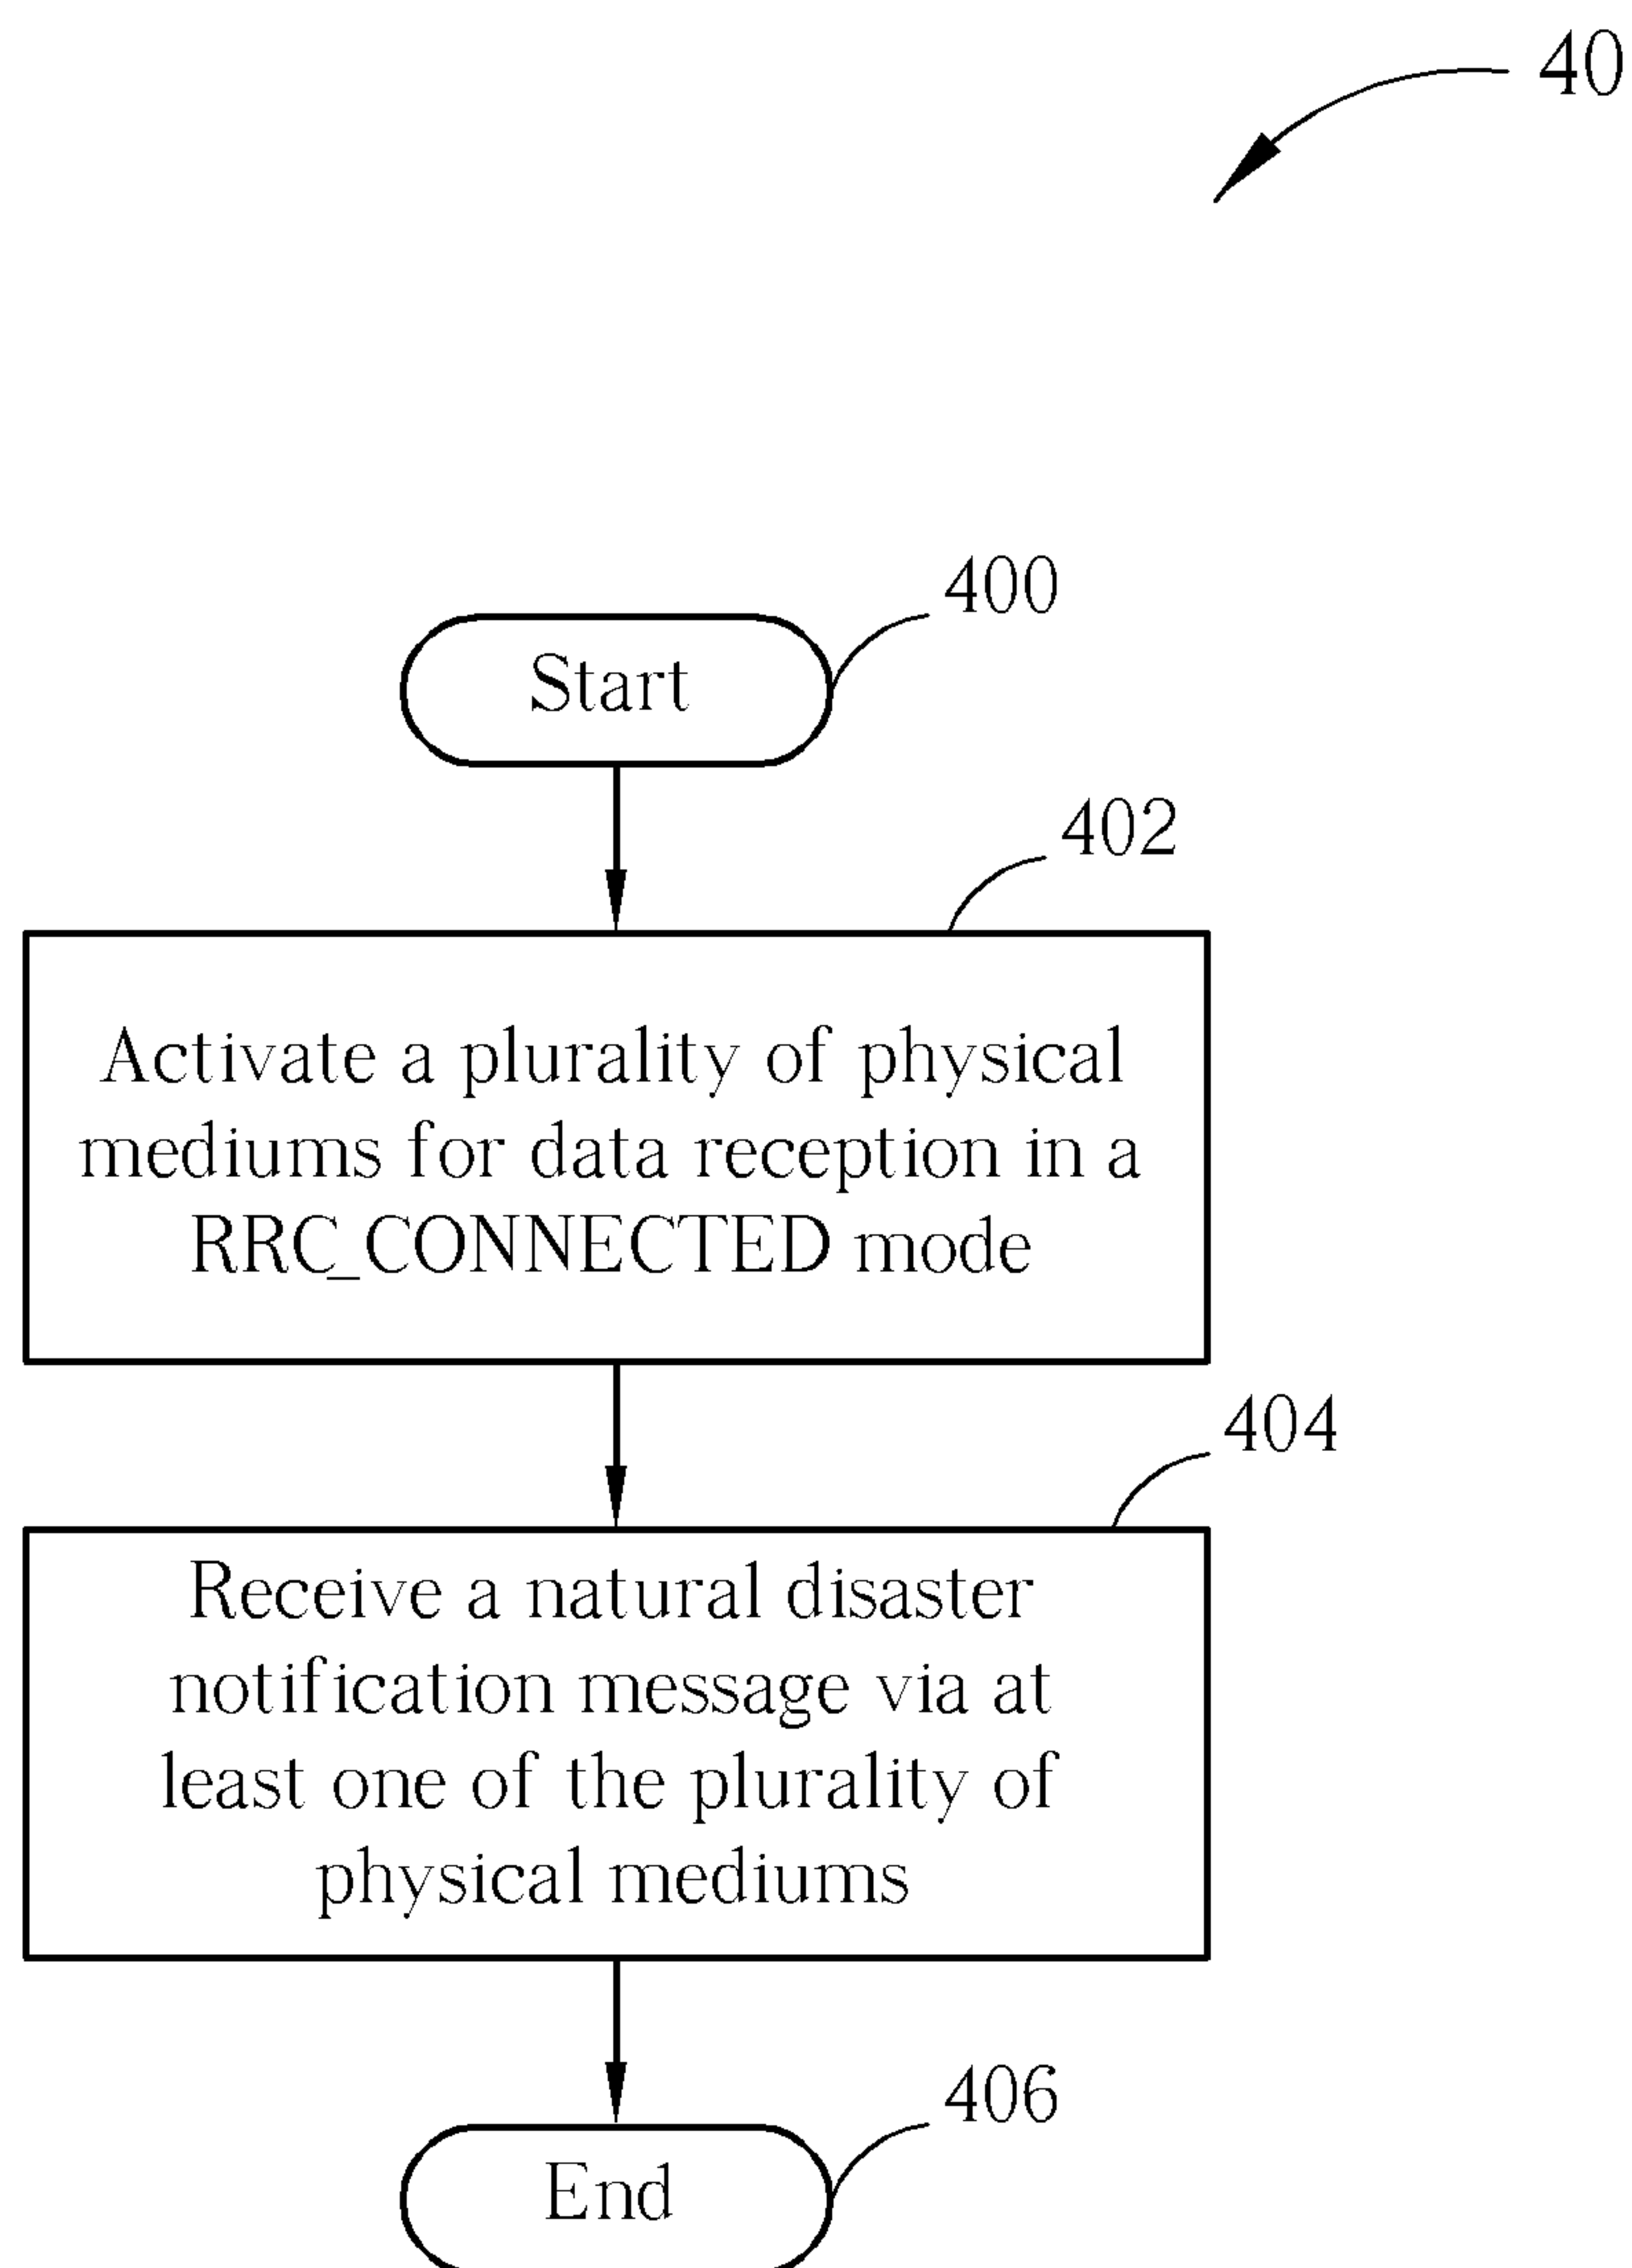 40
400
Start
402
Activate a plurality of physical
mediums for data reception in a
RRC_CONNECTED mode
404
Receive a natural disaster
notification message via at
least one of the plurality of
physical mediums
406
End